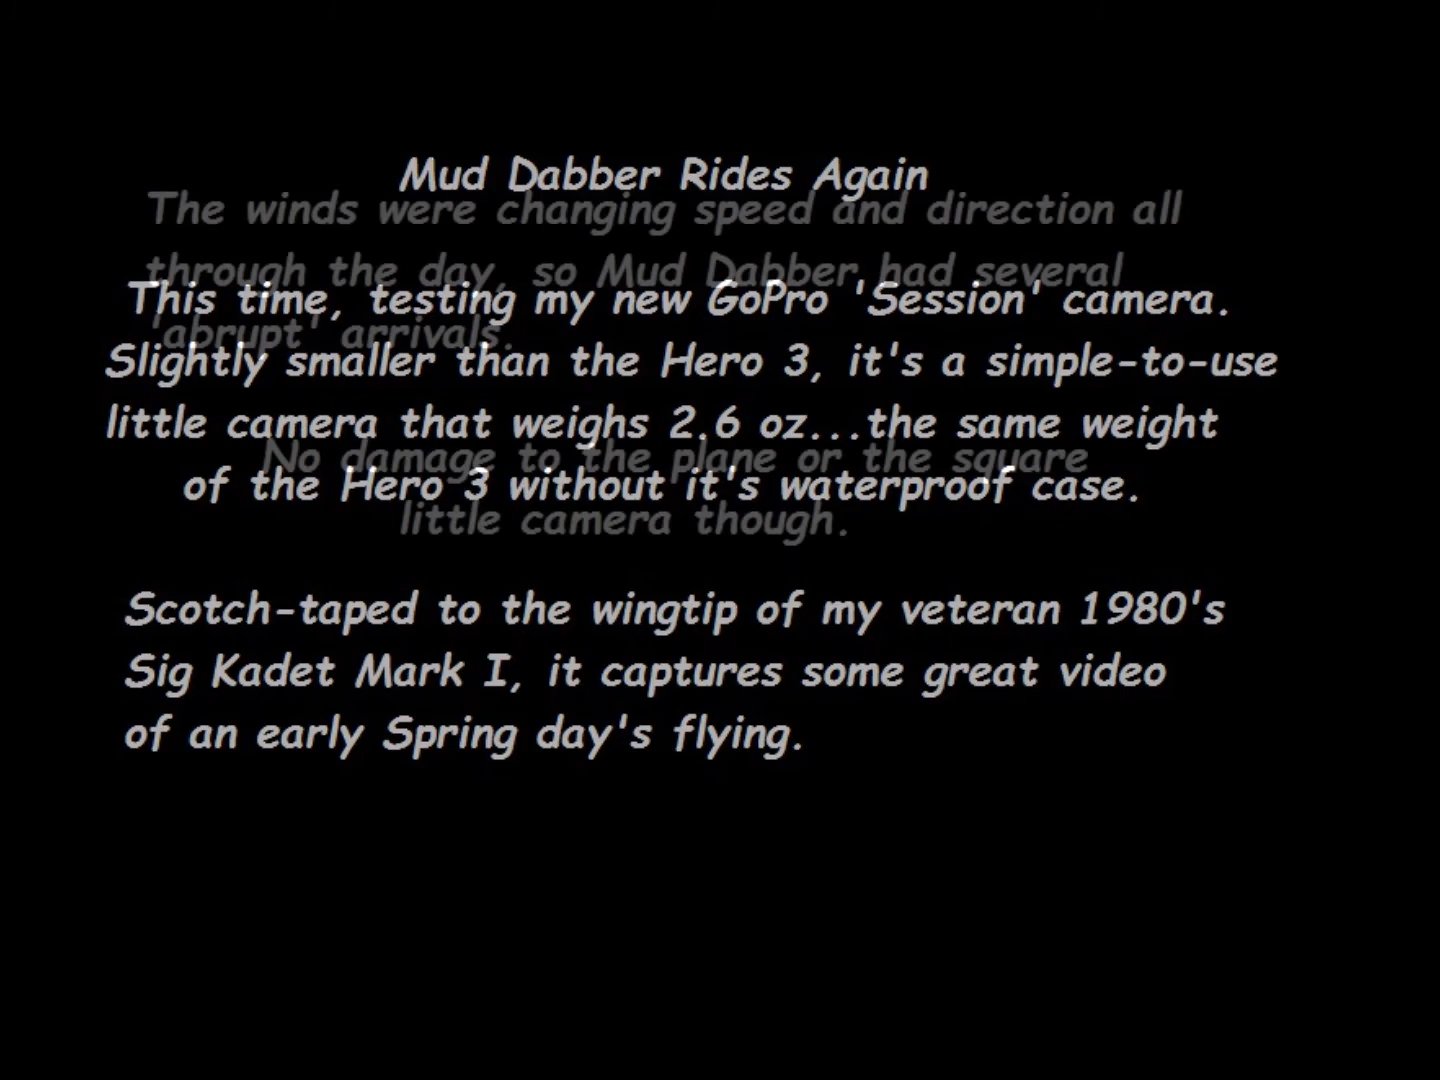 Mud Dabber Rides Again
This time, testing my new GoPro 'Session' camera.
Slightly smaller than the Hero 3, it's a simple-to-use
little camera that weighs 2.6 oz...the same weight
of the Hero 3 without it's waterproof case.
Scotch-taped to the wingtip of my veteran 1980's
Sig Kadet Mark I, it captures some great video
of an early Spring day's flying.
The winds were changing speed and direction all
through the day, so Mud Dabber had several
'abrupt' arrivals.
No damage to the plane or the square
little camera though.